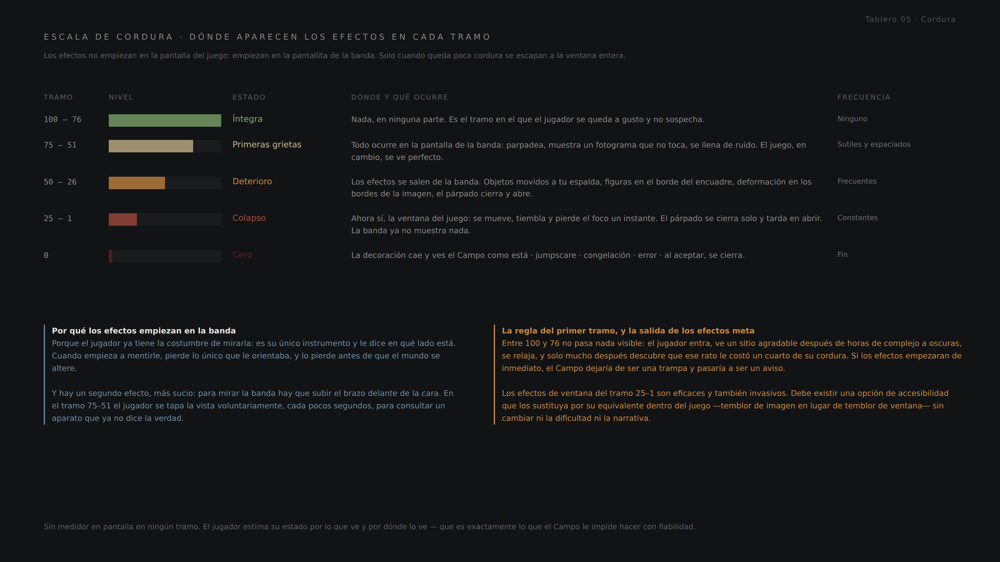 Tablero 05 · Cordura
ESCALA DE CORDURA · DÓNDE APARECEN LOS EFECTOS EN CADA TRAMO
Los efectos no empiezan en la pantalla del juego: empiezan en la pantallita de la banda. Solo cuando queda poca cordura se escapan a la ventana entera.
TRAMO NIVEL ESTADO DÓNDE Y QUÉ OCURRE FRECUENCIA
100 — 76 Íntegra Nada, en ninguna parte. Es el tramo en el que el jugador se queda a gusto y no sospecha. Ninguno
75 — 51 Primeras grietas Todo ocurre en la pantalla de la banda: parpadea, muestra un fotograma que no toca, se llena de ruido. El juego, en Sutiles y espaciados
cambio, se ve perfecto.
50 — 26 Deterioro Los efectos se salen de la banda. Objetos movidos a tu espalda, figuras en el borde del encuadre, deformación en los Frecuentes
bordes de la imagen, el párpado cierra y abre.
25 — 1 Colapso Ahora sí, la ventana del juego: se mueve, tiembla y pierde el foco un instante. El párpado se cierra solo y tarda en abrir. Constantes
La banda ya no muestra nada.
0 Cero La decoración cae y ves el Campo como está · jumpscare · congelación · error · al aceptar, se cierra. Fin
Por qué los efectos empiezan en la banda
Porque el jugador ya tiene la costumbre de mirarla: es su único instrumento y le dice en qué lado está.
Cuando empieza a mentirle, pierde lo único que le orientaba, y lo pierde antes de que el mundo se
altere.
Y hay un segundo efecto, más sucio: para mirar la banda hay que subir el brazo delante de la cara. En
el tramo 75–51 el jugador se tapa la vista voluntariamente, cada pocos segundos, para consultar un
aparato que ya no dice la verdad.
La regla del primer tramo, y la salida de los efectos meta
Entre 100 y 76 no pasa nada visible: el jugador entra, ve un sitio agradable después de horas de complejo a oscuras,
se relaja, y solo mucho después descubre que ese rato le costó un cuarto de su cordura. Si los efectos empezaran de
inmediato, el Campo dejaría de ser una trampa y pasaría a ser un aviso.
Los efectos de ventana del tramo 25–1 son eficaces y también invasivos. Debe existir una opción de accesibilidad
que los sustituya por su equivalente dentro del juego —temblor de imagen en lugar de temblor de ventana— sin
cambiar ni la dificultad ni la narrativa.
Sin medidor en pantalla en ningún tramo. El jugador estima su estado por lo que ve y por dónde lo ve — que es exactamente lo que el Campo le impide hacer con fiabilidad.